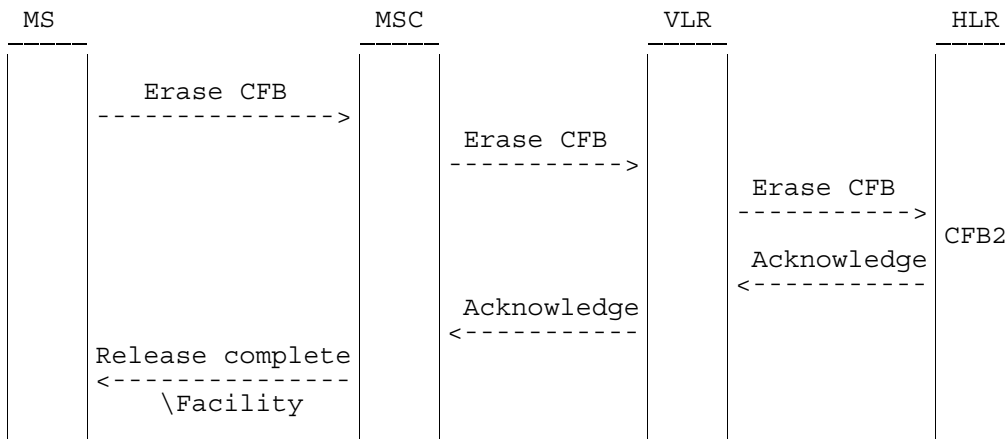 MS MSC VLR HLR
Erase CFB
Erase CFB
Erase CFB
CFB2
Acknowledge
Acknowledge
Release complete
\Facility